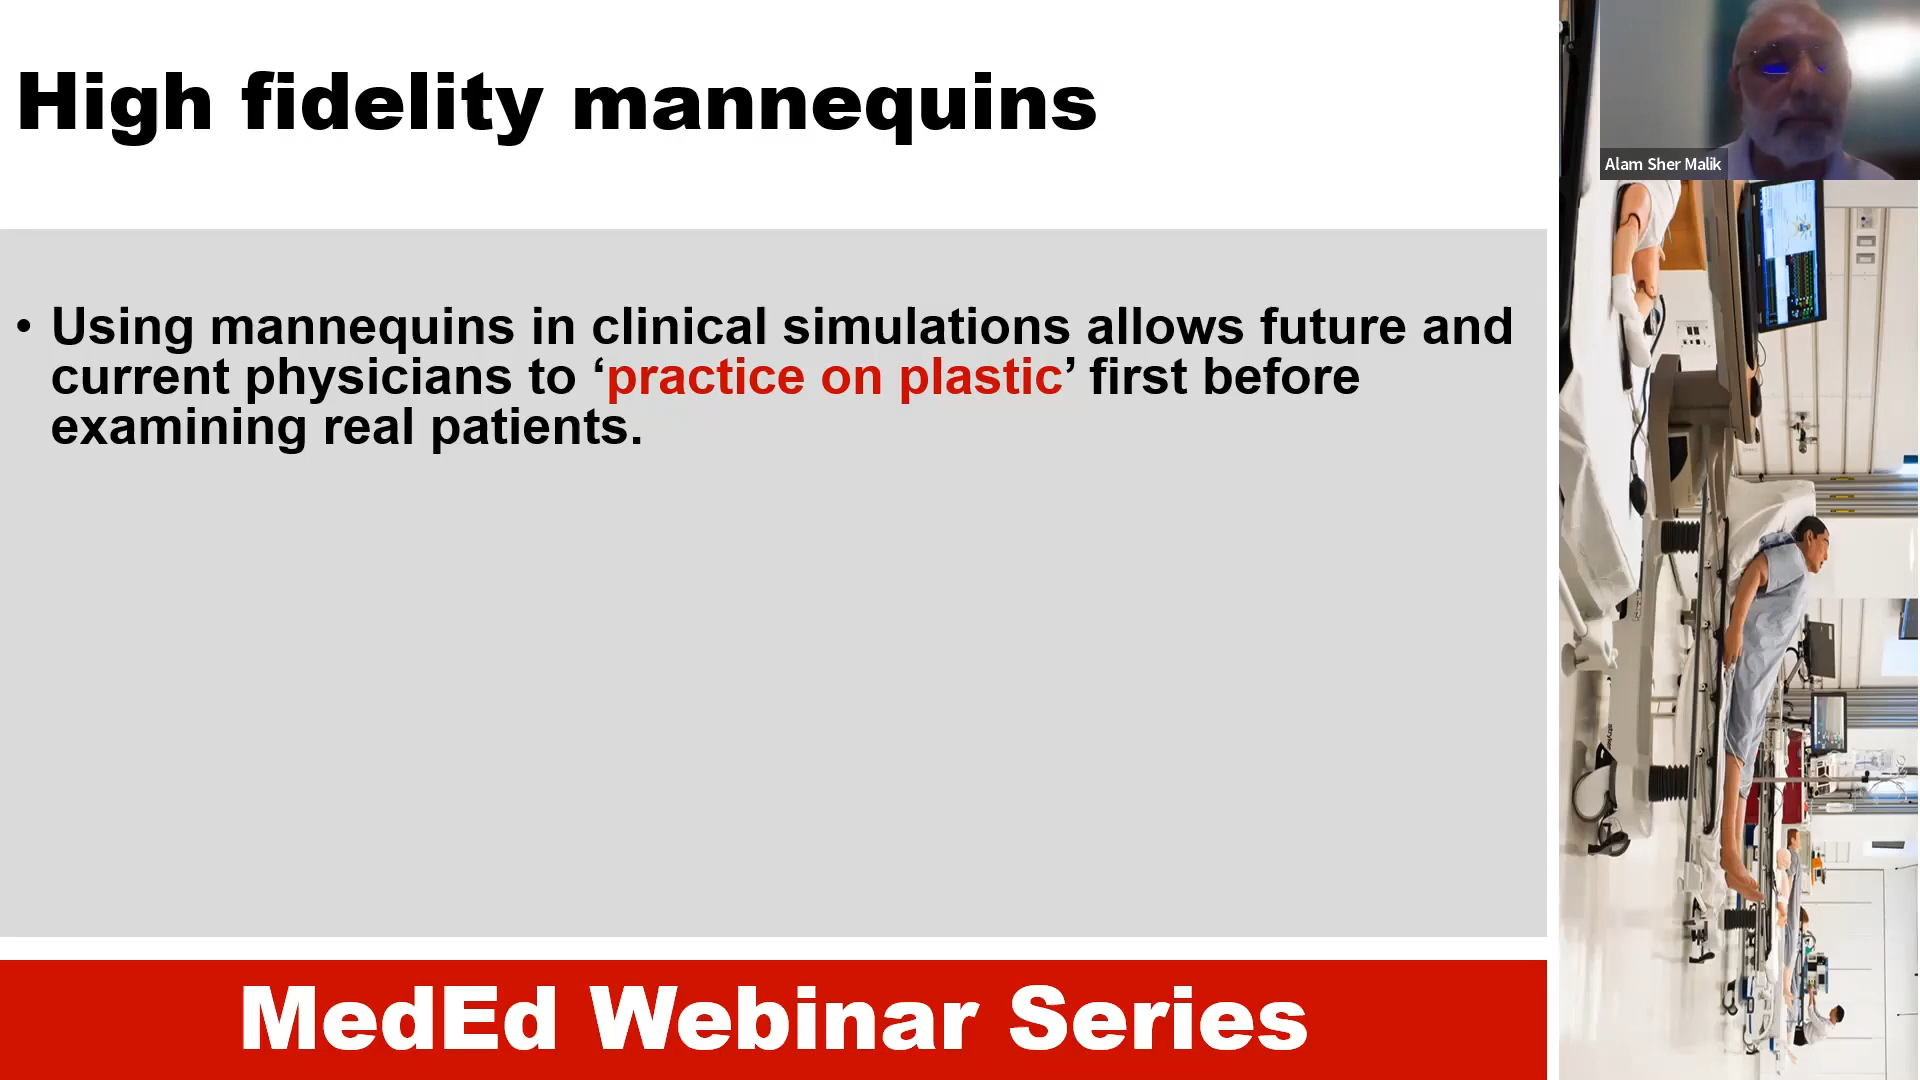 High fidelity mannequins
Alam Sher Malik
• Using mannequins in clinical simulations allows future and
current physicians to ‘practice on plastic’ first before
examining real patients.
MedEd Webinar Series